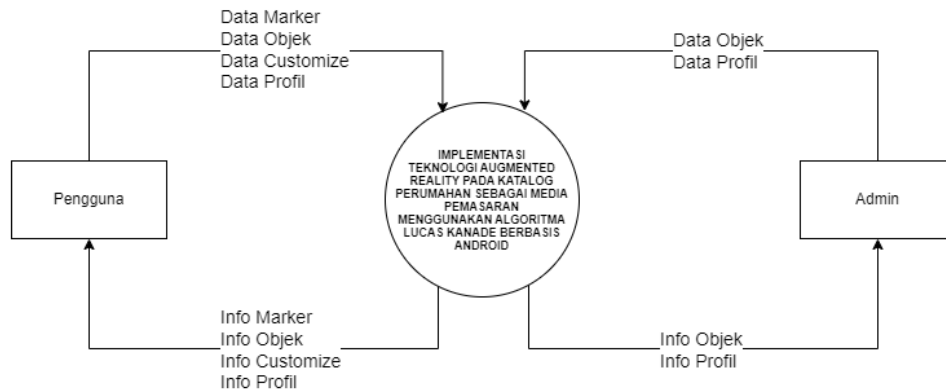 Data Marker
Data Objek
Data Customize
Data Profil
Data Objek
Data Profil
Pengguna
IMPLEMENTASI
TEKNOLOGI AUGMENTED
REALITY PADA KATALOG
PERUMAHAN SEBAGAI MEDIA
PEMASARAN
MENGGUNAKAN ALGORITMA
LUCAS KANADE BERBASIS
ANDROID
Admin
Info Marker
Info Objek
Info Customize
Info Profil
Info Objek
Info Profil